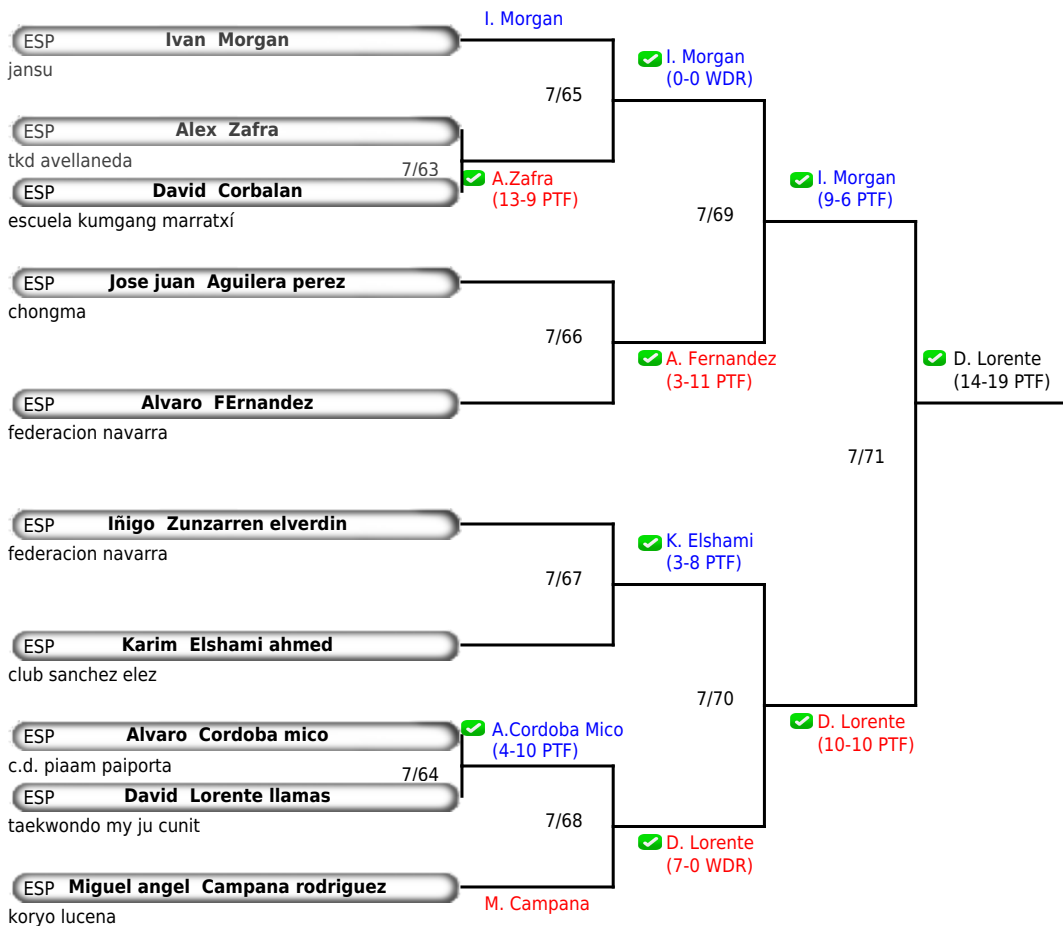 I. Morgan
ESP Ivan Morgan
jansu
I. Morgan
(0-0 WDR)
7/65
ESP Alex Zafra
tkd avellaneda
7/63
A.Zafra
(13-9 PTF)
ESP David Corbalan
escuela kumgang marratxí
I. Morgan
(9-6 PTF)
7/69
ESP Jose juan Aguilera perez
chongma
7/66
A. Fernandez
(3-11 PTF)
D. Lorente
(14-19 PTF)
ESP Alvaro FErnandez
federacion navarra
7/71
ESP Iñigo Zunzarren elverdin
federacion navarra
K. Elshami
(3-8 PTF)
7/67
ESP Karim Elshami ahmed
club sanchez elez
7/70
D. Lorente
(10-10 PTF)
ESP Alvaro Cordoba mico
c.d. piaam paiporta
A.Cordoba Mico
(4-10 PTF)
7/64
ESP David Lorente llamas
taekwondo my ju cunit
7/68
D. Lorente
(7-0 WDR)
ESP Miguel angel Campana rodriguez
koryo lucena
M. Campana